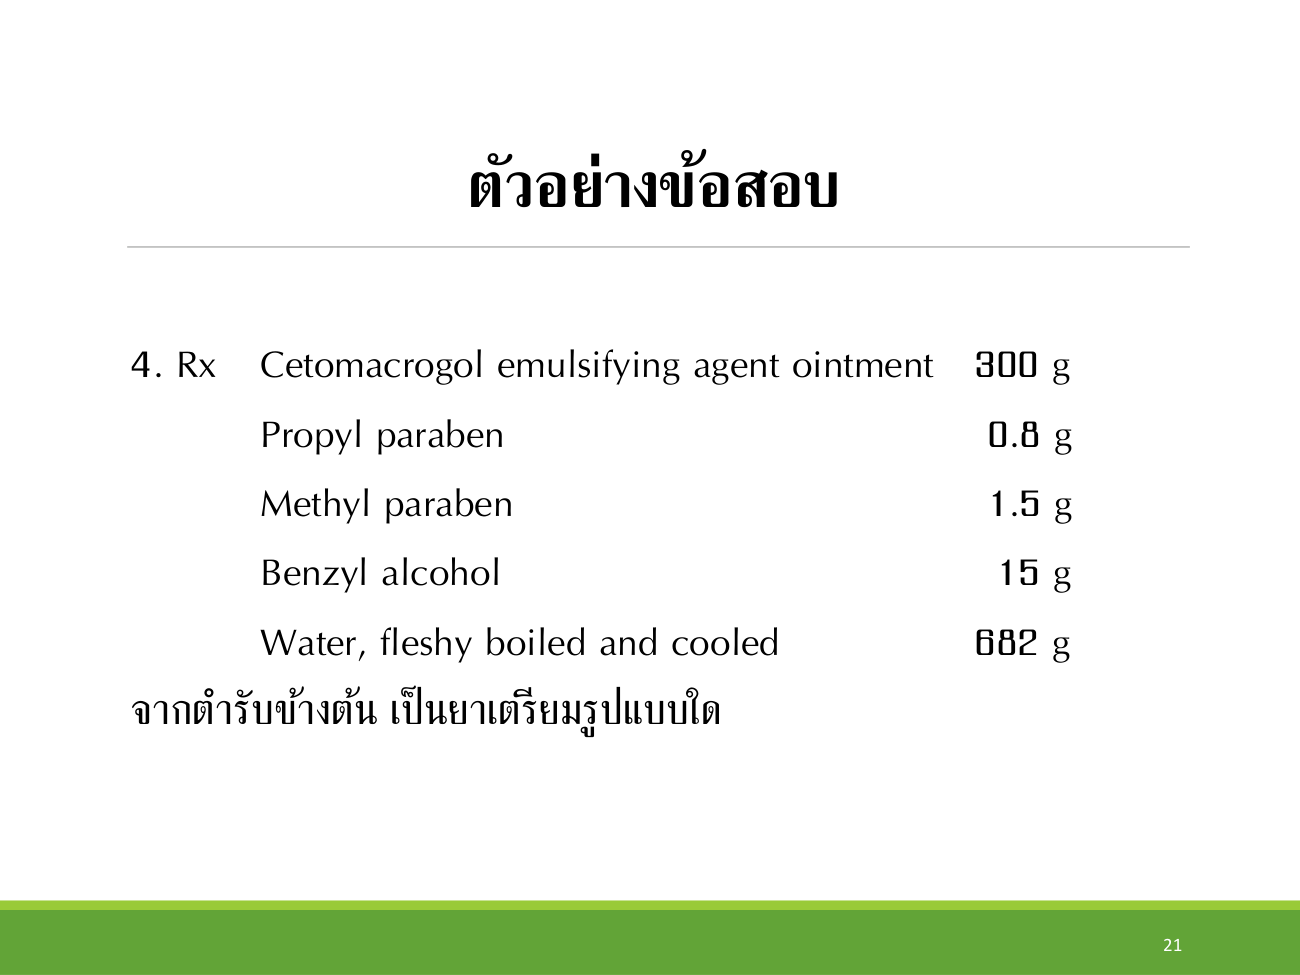 ตัวอย่างข้อสอบ
4. Rx Cetomacrogol emulsifying agent ointment 300 g
Propyl paraben 0.8 g
Methyl paraben 1.5 g
Benzyl alcohol 15 g
Water, fleshy boiled and cooled 682 g
จากตำรับข้างต้น เป็นยาเตรียมรูปแบบใด
21